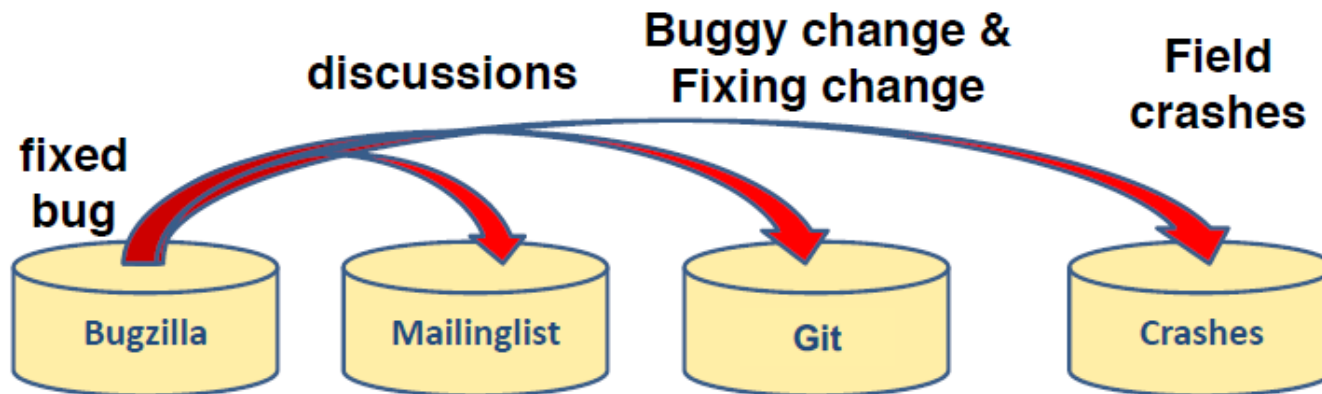 discussions
Buggy change &
Fixing change
Field
crashes
fixed
bug
Bugzilla
Mailinglist
Git
Crashes